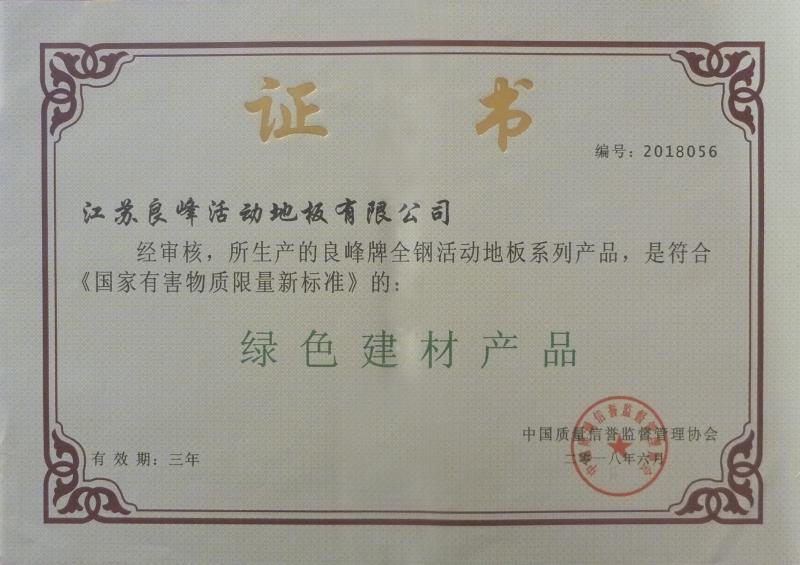 证书
编号：2018056
江苏良峰活动地板有限公司
经审核，所生产的良峰牌全钢活动地板系列产品，是符合
《国家有害物质限量新标准》的：
绿色建材产品
中国质量信誉监督管理协会
有效期：三年
二〇一八年六月